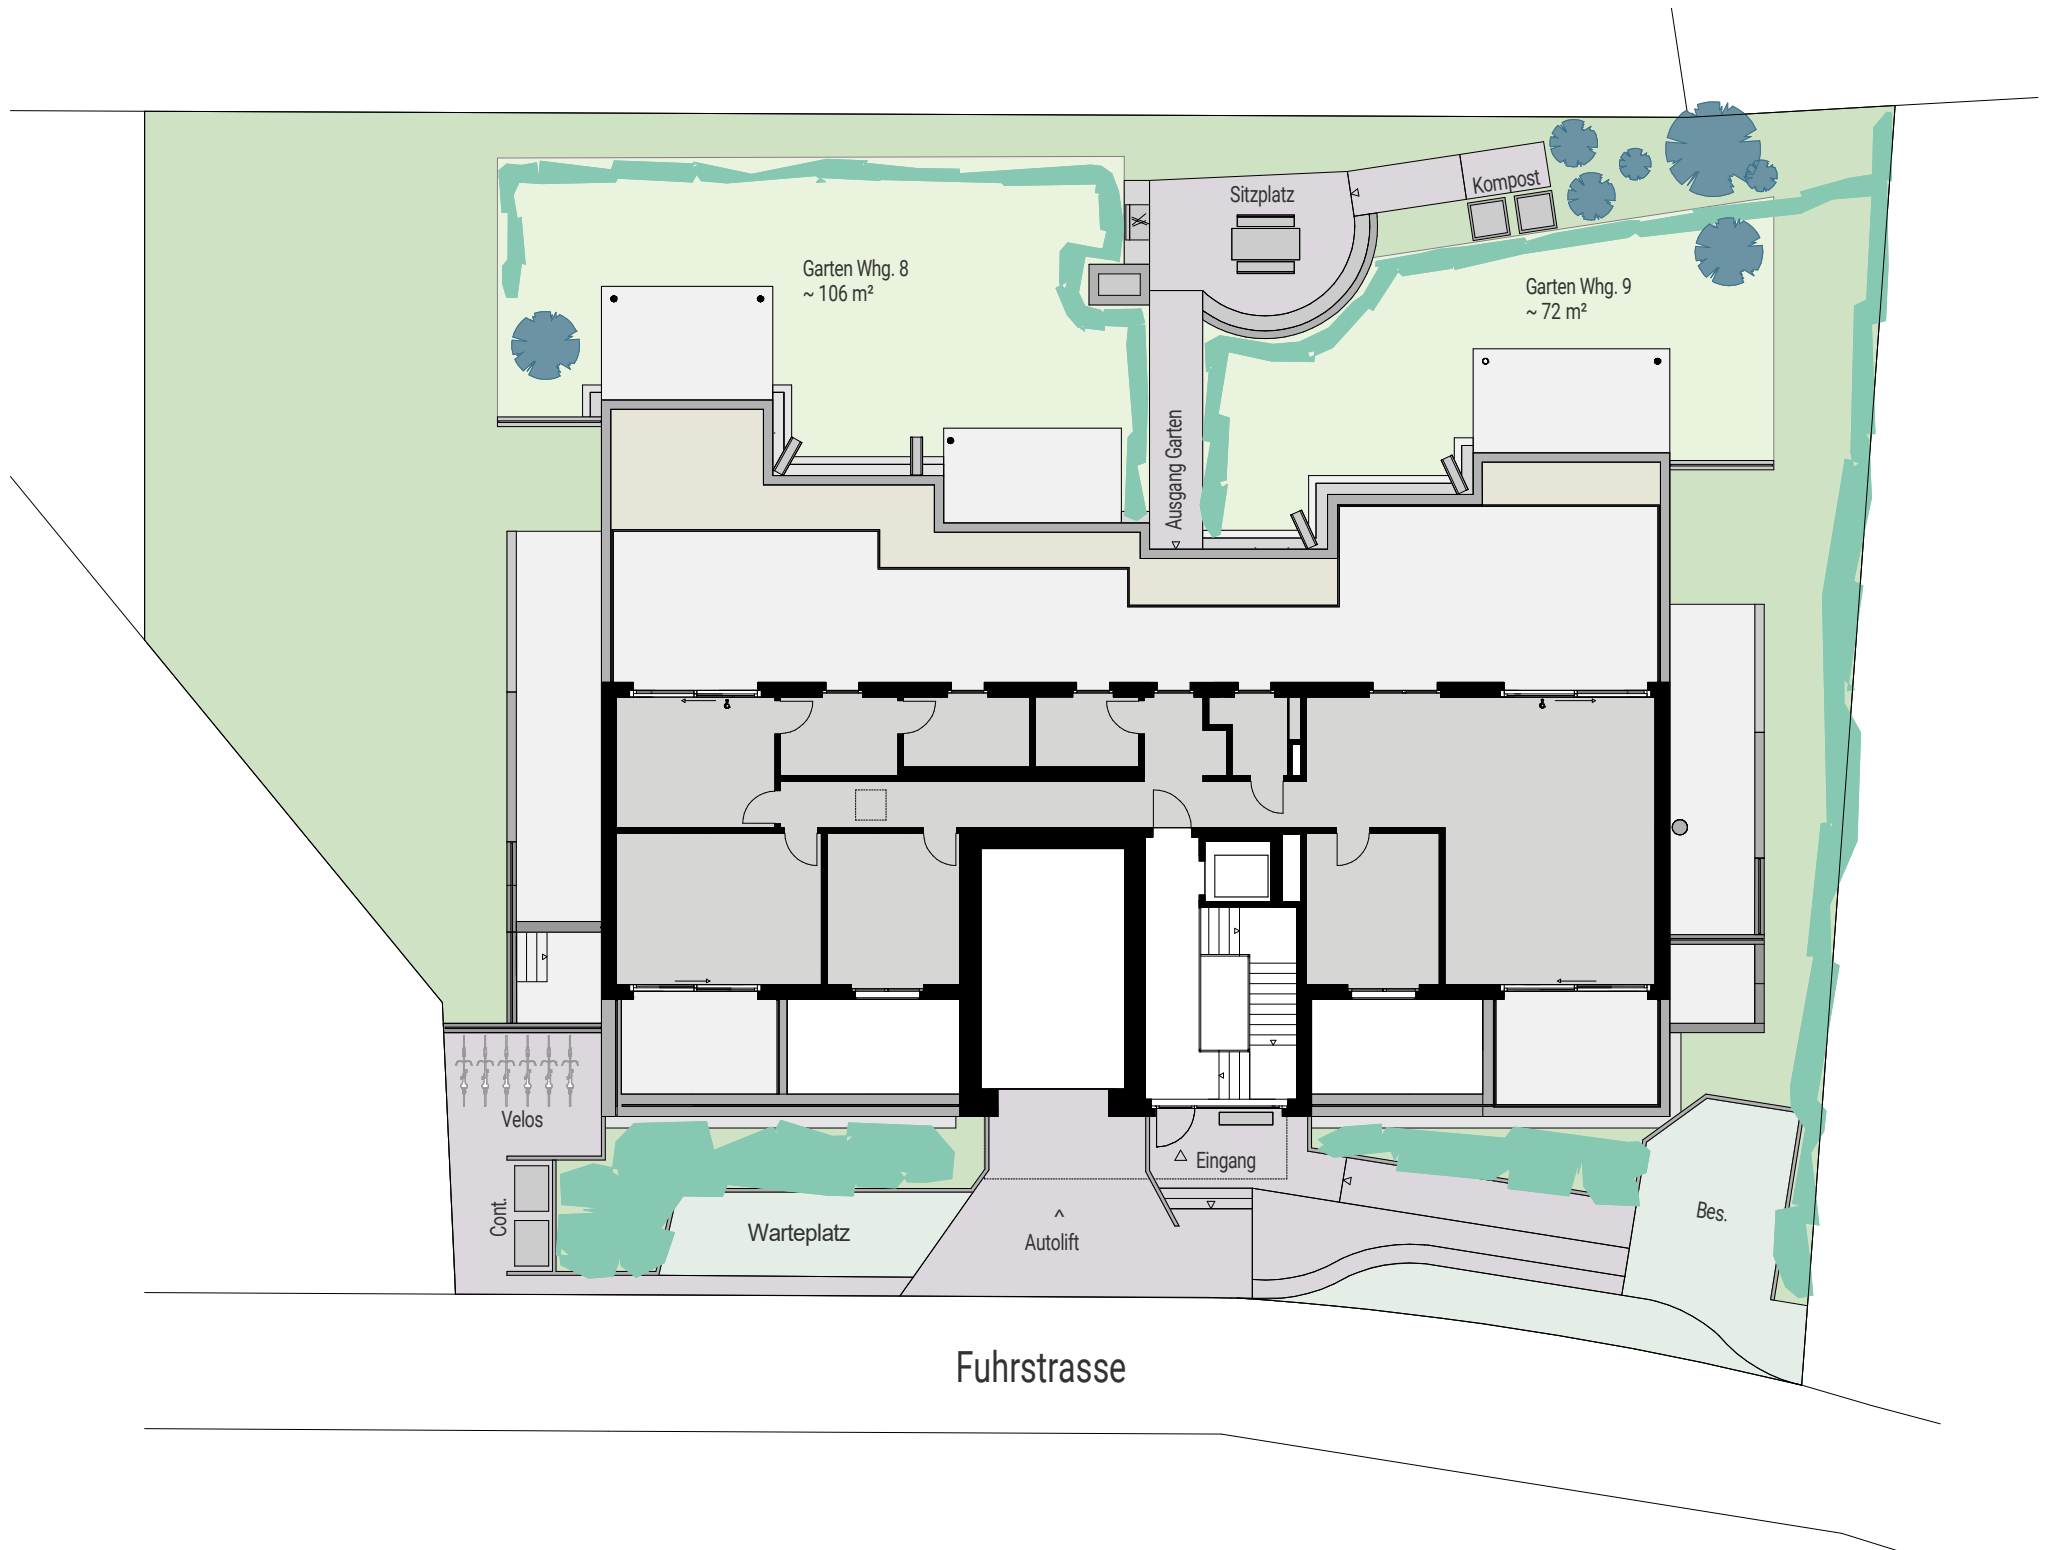 Sitzplatz
Kompost
Garten Whg. 8
~ 106 m²
Garten Whg. 9
~ 72 m²
Ausgang Garten
Velos
Cont.
Warteplatz
Autolift
Eingang
Bes.
Fuhrstrasse